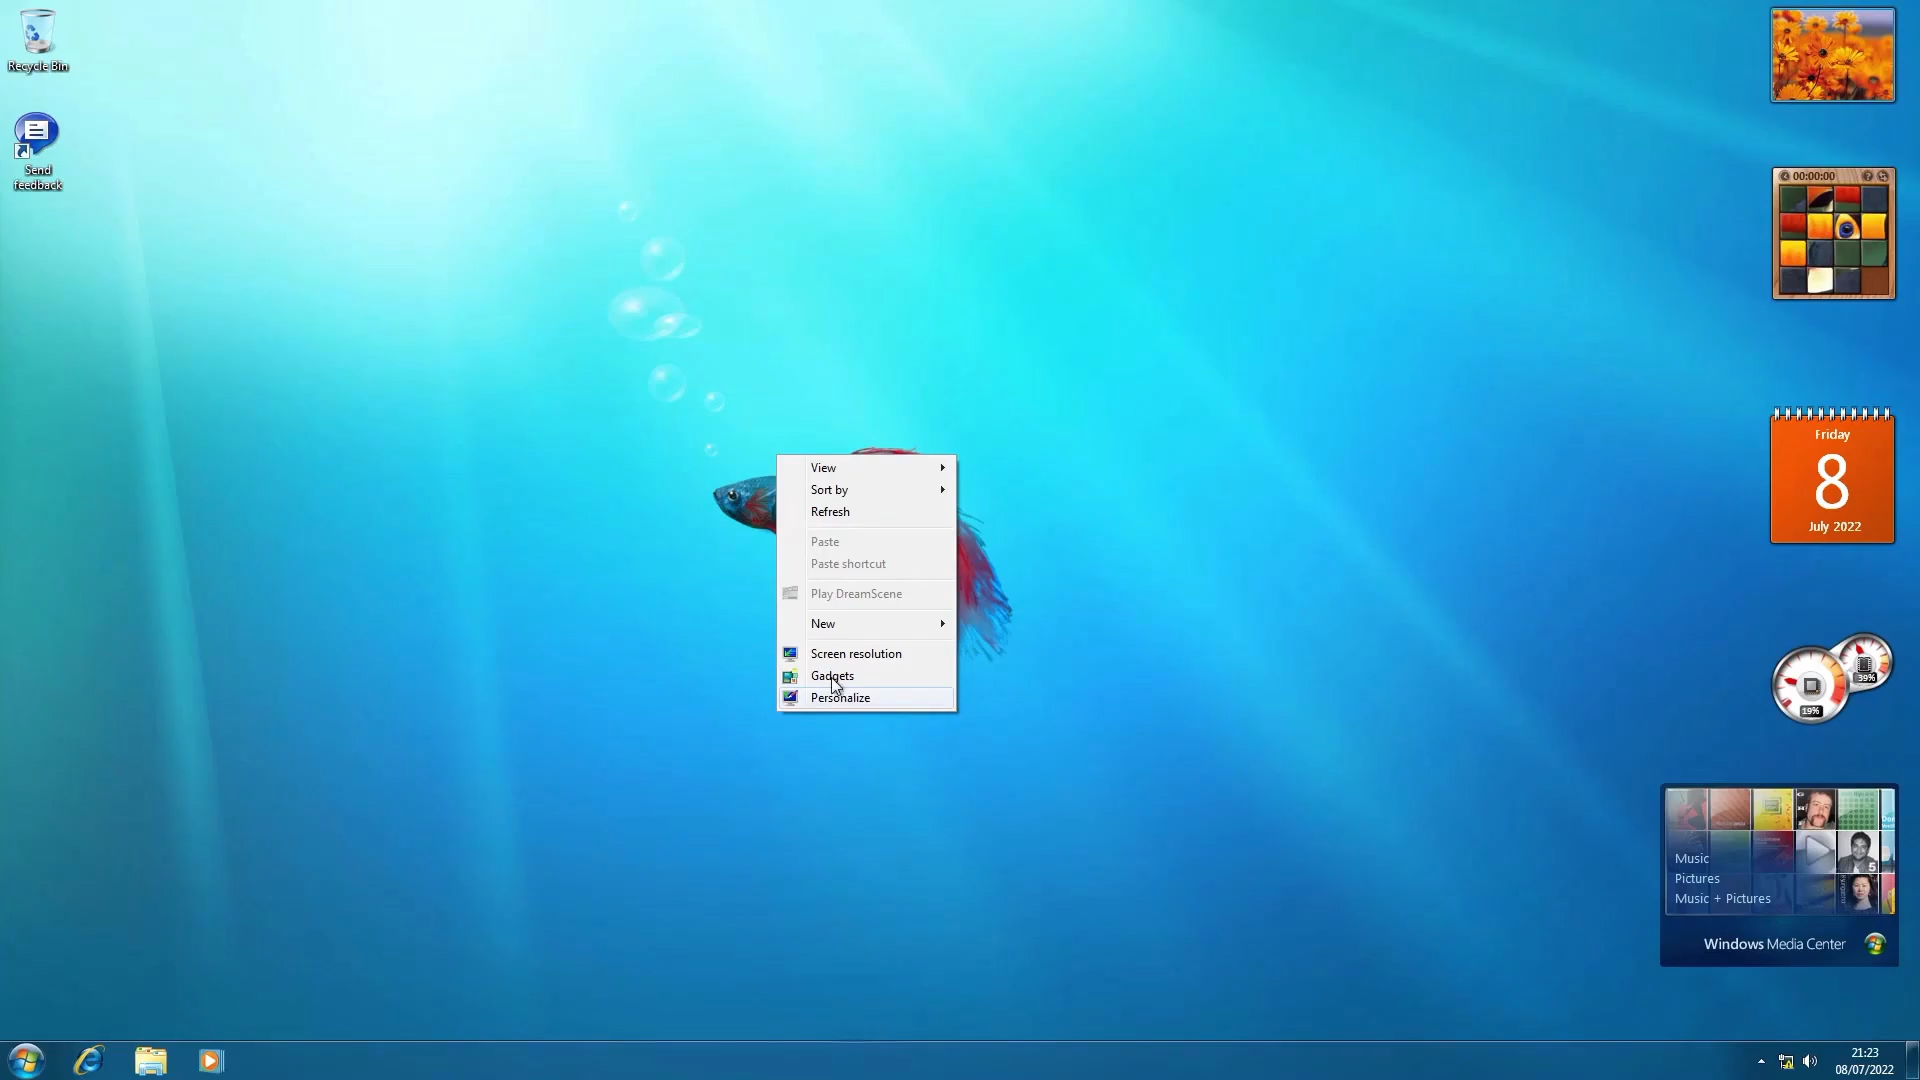 Recycle Bin
Send
feedback
View
Sort by
Refresh
Paste
Paste shortcut
Play DreamScene
New
Screen resolution
Gadgets
Personalize
00:00:00
?
Friday
8
July 2022
39%
19%
5
Music
Pictures
Music + Pictures
Windows Media Center
21:23
08/07/2022